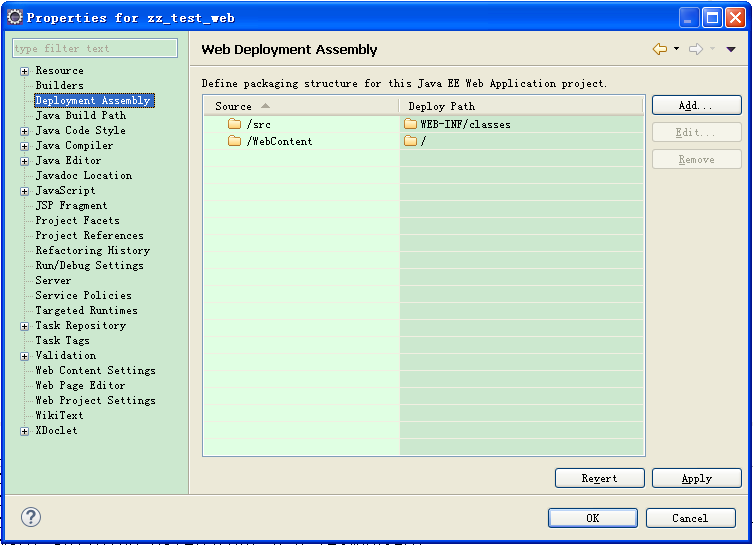 Properties for zz_test_web
type filter text
Resource
Builders
Deployment Assembly
Java Build Path
Java Code Style
Java Compiler
Java Editor
Javadoc Location
JavaScript
JSP Fragment
Project Facets
Project References
Refactoring History
Run/Debug Settings
Server
Service Policies
Targeted Runtimes
Task Repository
Task Tags
Validation
Web Content Settings
Web Page Editor
Web Project Settings
WikiText
XDoclet
Web Deployment Assembly
Define packaging structure for this Java EE Web Application project.
Source Deploy Path
/src WEB-INF/classes
/WebContent /
Add...
Edit...
Remove
Revert Apply
OK Cancel